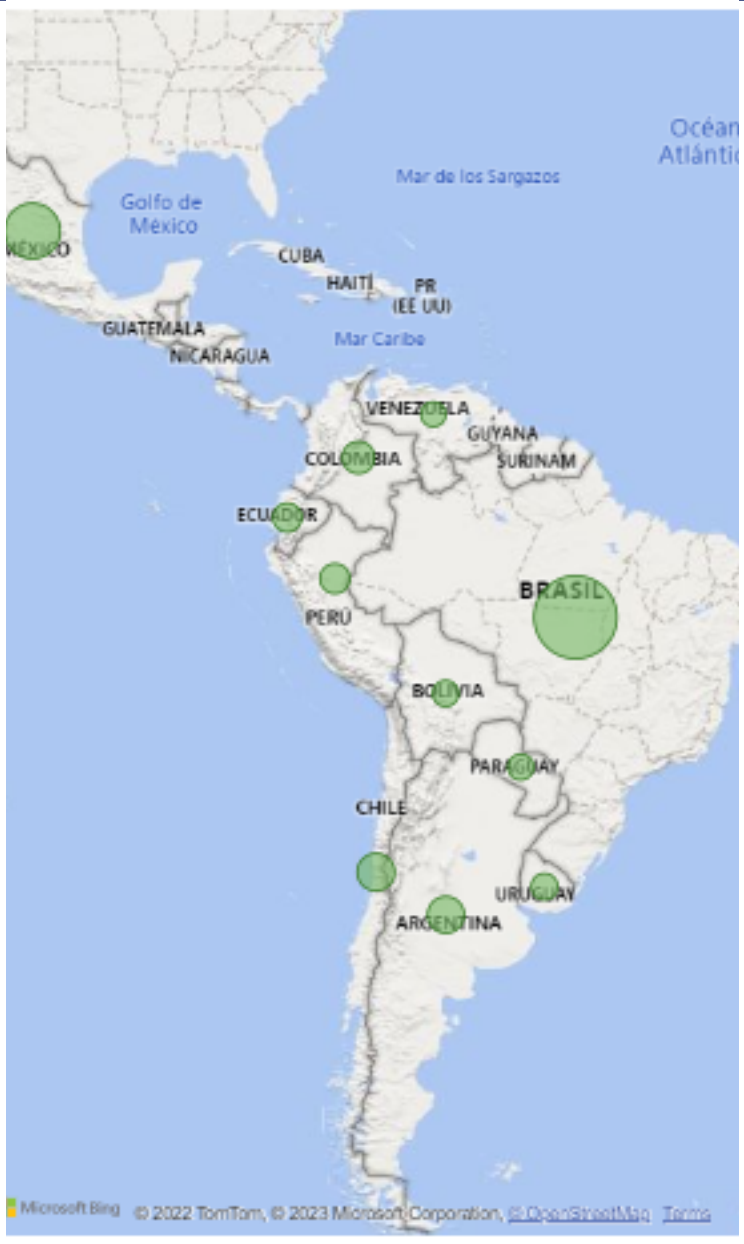 Océan
Atlántic
Mar de los Sargazos
Golfo de
México
MÉXICO
CUBA
HAITÍ
PR
(EE UU)
GUATEMALA
Mar Caribe
NICARAGUA
VENEZUELA
GUYANA
COLOMBIA
SURINAM
ECUADOR
BRASIL
PERÚ
BOLIVIA
PARAGUAY
CHILE
URUGUAY
ARGENTINA
Microsoft Bing © 2022 TomTom, © 2023 Microsoft Corporation, © OpenStreetMap Terms